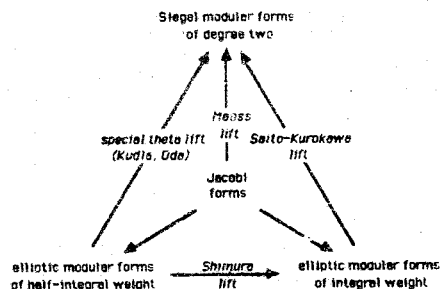 Siegel modular forms
of degree two
Maass
lift
special theta lift
(Kudla, Oda)
Saito-Kurokawa
lift
Jacobi
forms
elliptic modular forms
of half-integral weight
Shimura
lift
elliptic modular forms
of integral weight